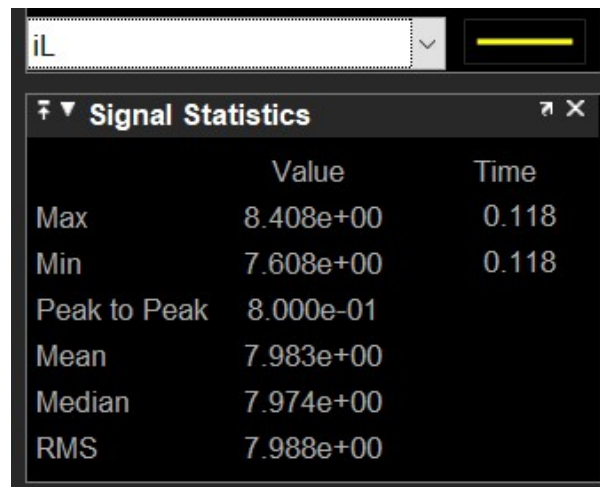 iL
Signal Statistics
Value Time
Max 8.408e+00 0.118
Min 7.608e+00 0.118
Peak to Peak 8.000e-01
Mean 7.983e+00
Median 7.974e+00
RMS 7.988e+00